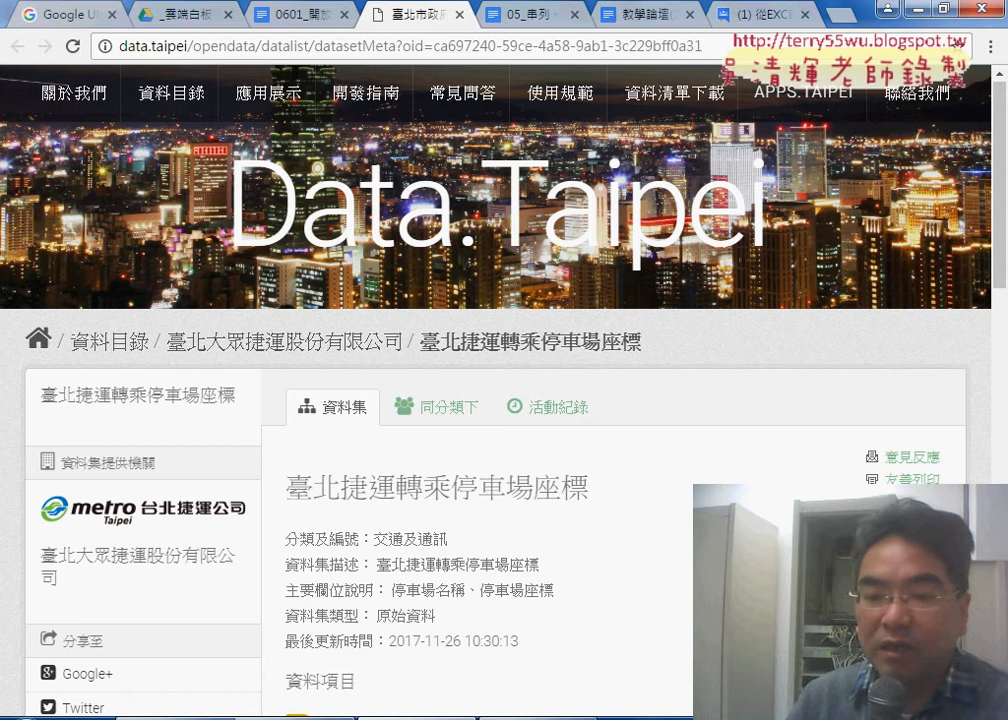 Google U
_雲端白板
0601_開放
臺北市政府
05_串列、
教學論壇(
(1) 從EXCE
data.taipei/opendata/datalist/datasetMeta?oid=ca697240-59ce-4a58-9ab1-3c229bff0a31
http://terry55wu.blogspot.tw
吳清輝老師錄製
關於我們
資料目錄
應用展示
開發指南
常見問答
使用規範
資料清單下載
APPS.TAIPEI
聯絡我們
Data.Taipei
/ 資料目錄 / 臺北大眾捷運股份有限公司 / 臺北捷運轉乘停車場座標
臺北捷運轉乘停車場座標
資料集
同分類下
活動紀錄
資料集提供機關
意見反應
友善列印
metro 台北捷運公司
Taipei
臺北大眾捷運股份有限公
司
臺北捷運轉乘停車場座標
分類及編號：交通及通訊
資料集描述： 臺北捷運轉乘停車場座標
主要欄位說明： 停車場名稱、停車場座標
資料集類型： 原始資料
最後更新時間：2017-11-26 10:30:13
資料項目
分享至
Google+
Twitter